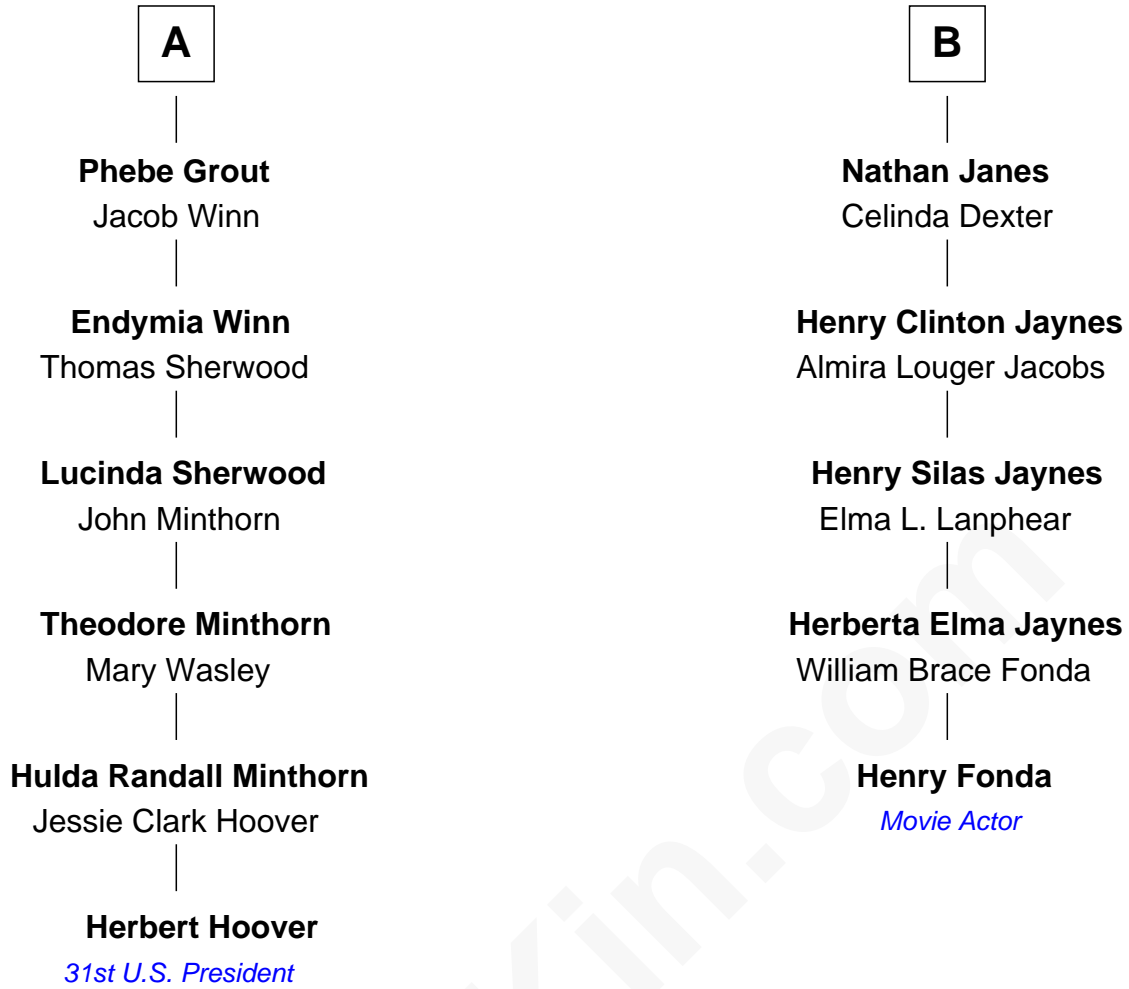 A
Phebe Grout
Jacob Winn
Endymia Winn
Thomas Sherwood
Lucinda Sherwood
John Minthorn
Theodore Minthorn
Mary Wasley
Hulda Randall Minthorn
Jessie Clark Hoover
Herbert Hoover
31st U.S. President
B
Nathan Janes
Celinda Dexter
Henry Clinton Jaynes
Almira Louger Jacobs
Henry Silas Jaynes
Elma L. Lanphear
Herberta Elma Jaynes
William Brace Fonda
Henry Fonda
Movie Actor
Kin.com